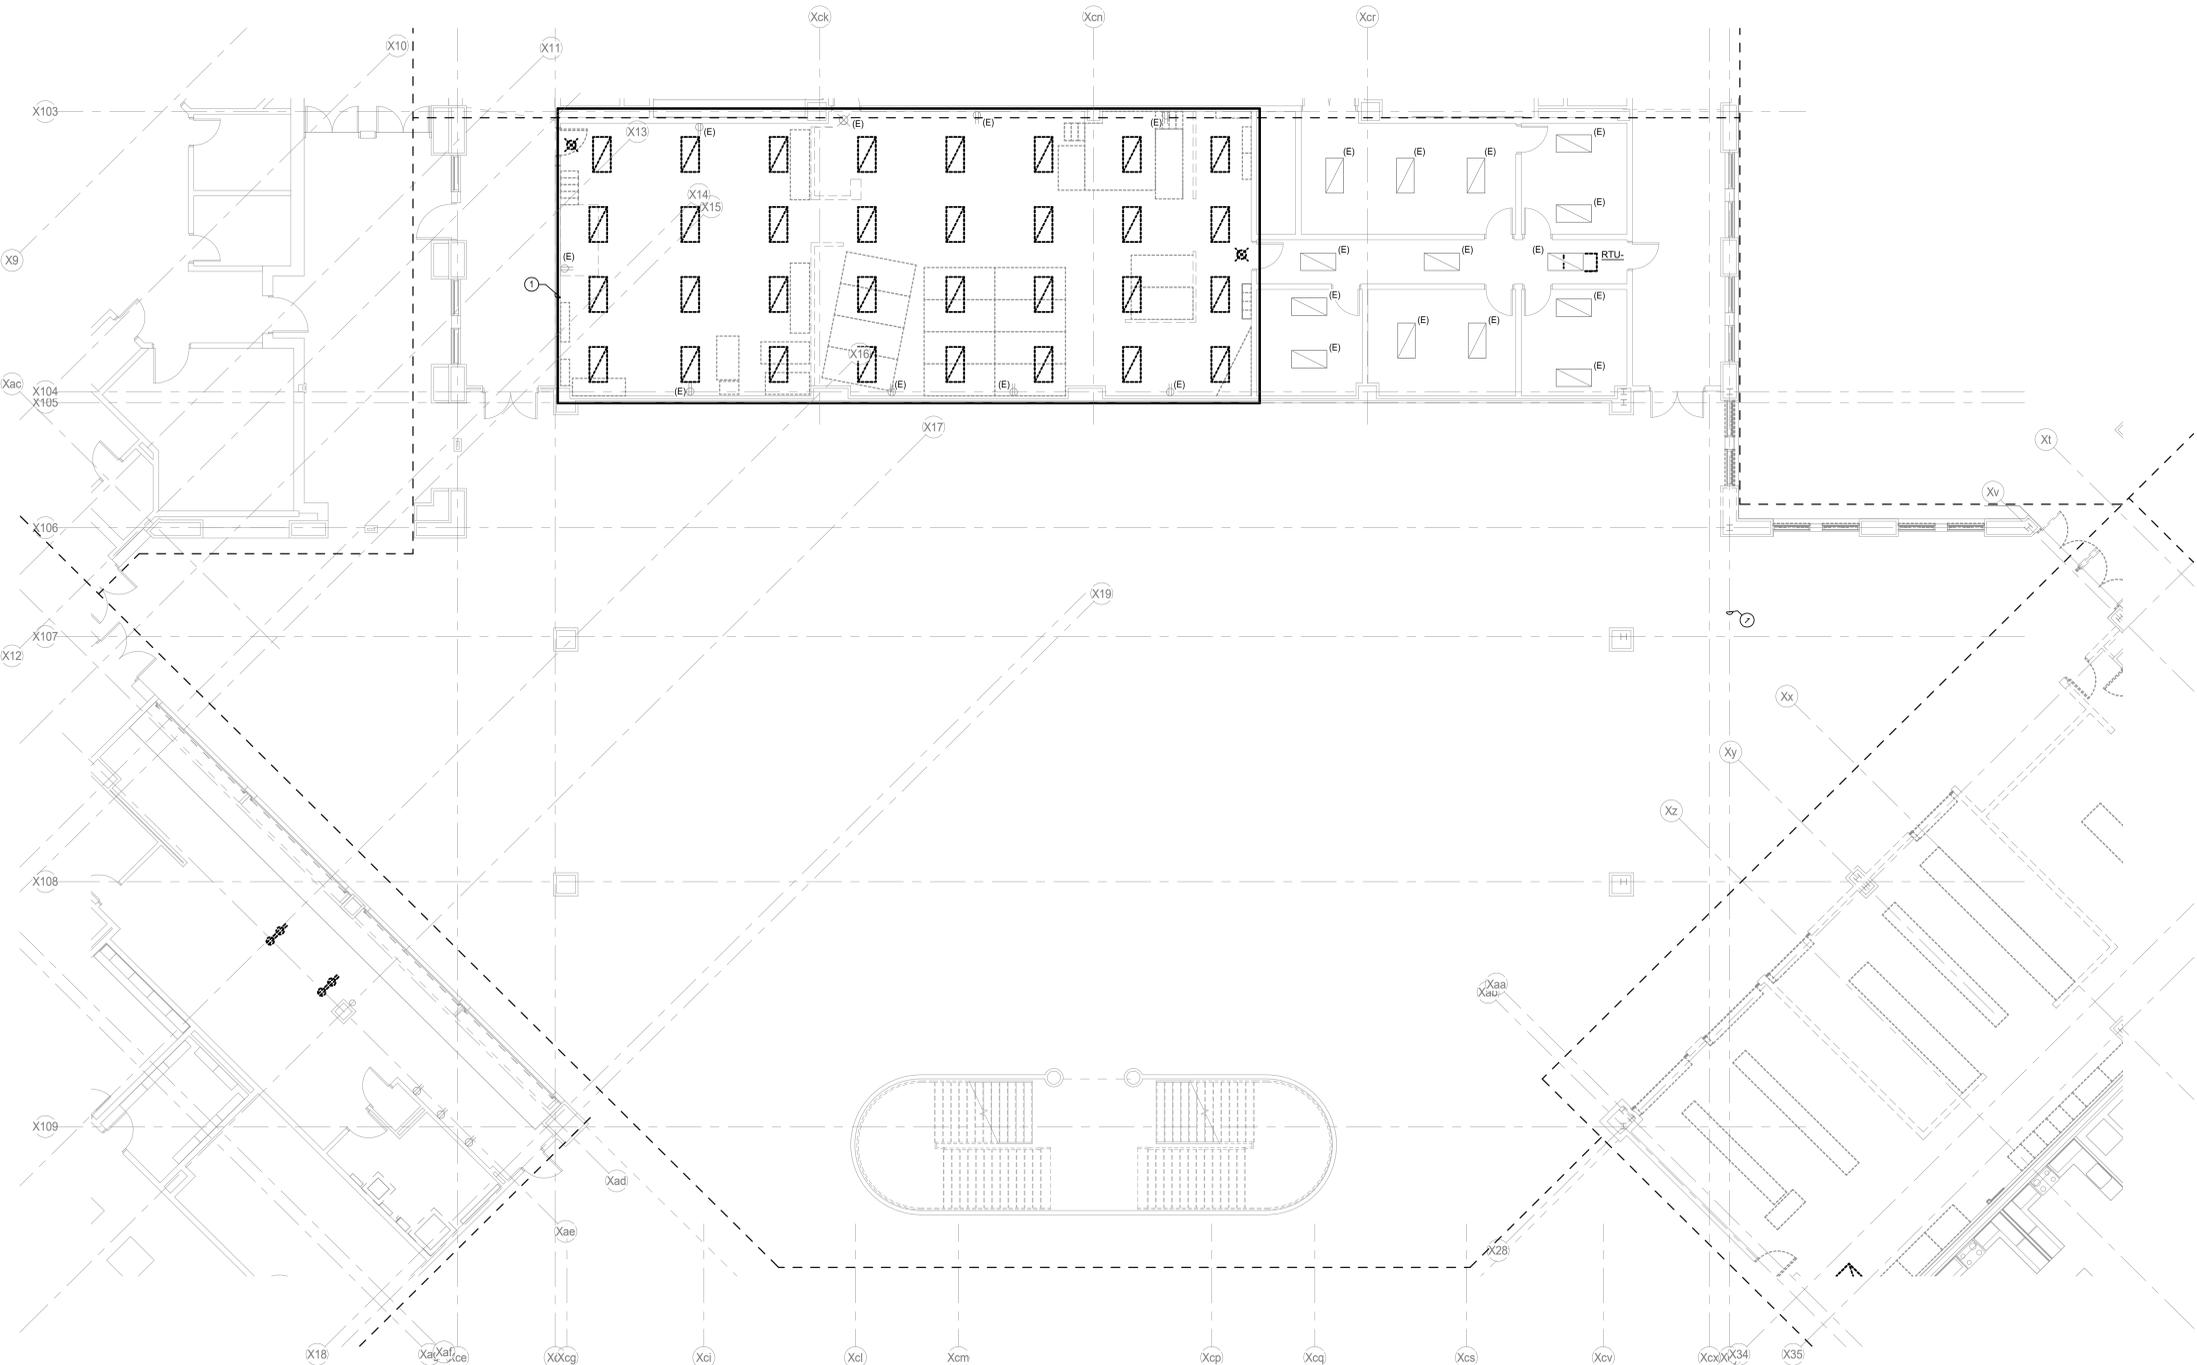 Xck
Xcn
Xcr
X10
X11
X103
X13
(E)
(E)
(E)
(E)
(E)
(E)
(E)
(E)
(E)
X14
X15
(E)
X9
(E)
(E)
(E)
(E)
RTU-
1
(E)
(E)
(E)
(E)
(E)
X16
Xac
X104
X105
(E)
(E)
(E)
(E)
(E)
X17
Xt
Xv
X106
X19
X107
X12
Xx
Xy
Xz
X108
Xaa
Xab
X109
Xad
Xae
X28
X18
Xaf
Xce
Xcg
Xci
Xcl
Xcm
Xcp
Xcq
Xcs
Xcv
Xcx
X34
X35